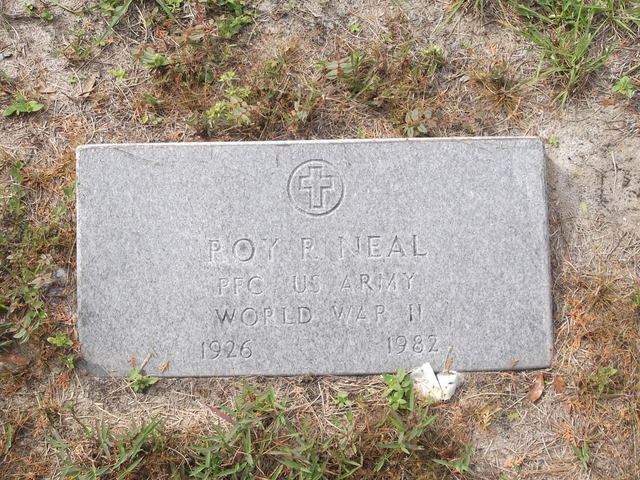 ROY R NEAL
PFC US ARMY
WORLD WAR II
1926 1982